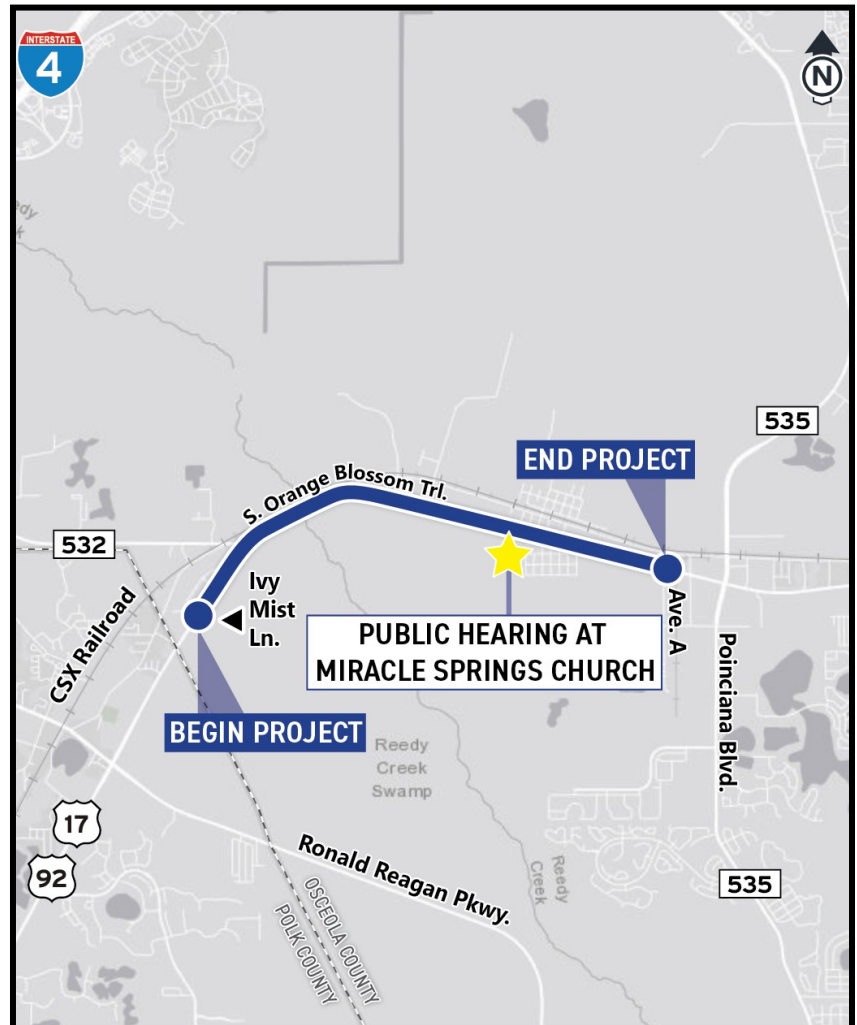 INTERSTATE
4
N
Creek
535
END PROJECT
S. Orange Blossom Trl.
532
Ivy
Mist
Ln.
Ave. A
CSX Railroad
PUBLIC HEARING AT
MIRACLE SPRINGS CHURCH
Poinciana Blvd.
BEGIN PROJECT
Reedy
Creek
Swamp
17
92
Ronald Reagan Pkwy.
Reedy
Creek
535
OSCEOLA COUNTY
POLK COUNTY